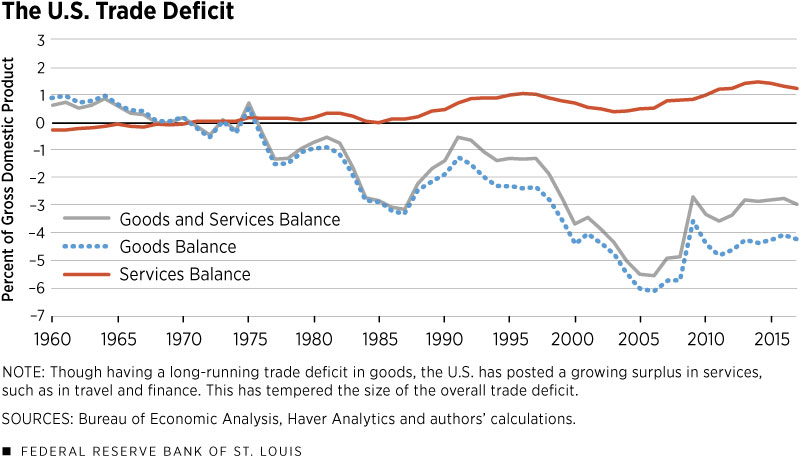 The U.S. Trade Deficit
Percent of Gross Domestic Product
3
2
1
0
–1
–2
–3
–4
–5
–6
–7
Goods and Services Balance
Goods Balance
Services Balance
1960 1965 1970 1975 1980 1985 1990 1995 2000 2005 2010 2015
NOTE: Though having a long-running trade deficit in goods, the U.S. has posted a growing surplus in services,
such as in travel and finance. This has tempered the size of the overall trade deficit.
SOURCES: Bureau of Economic Analysis, Haver Analytics and authors’ calculations.
■ FEDERAL RESERVE BANK OF ST. LOUIS